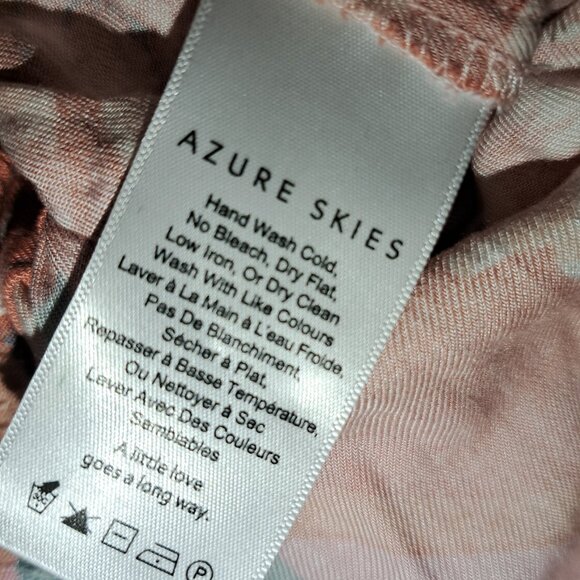 AZURE SKIES
Hand Wash Cold,
No Bleach, Dry Flat,
Low Iron, Or Dry Clean
Wash With Like Colours
Laver à La Main à L'eau Froide,
Pas De Blanchiment,
Sécher à Plat,
Repasser à Basse Température,
Ou Nettoyer à Sac
Laver Avec Des Couleurs
Semblables
A little love
goes a long way.
P